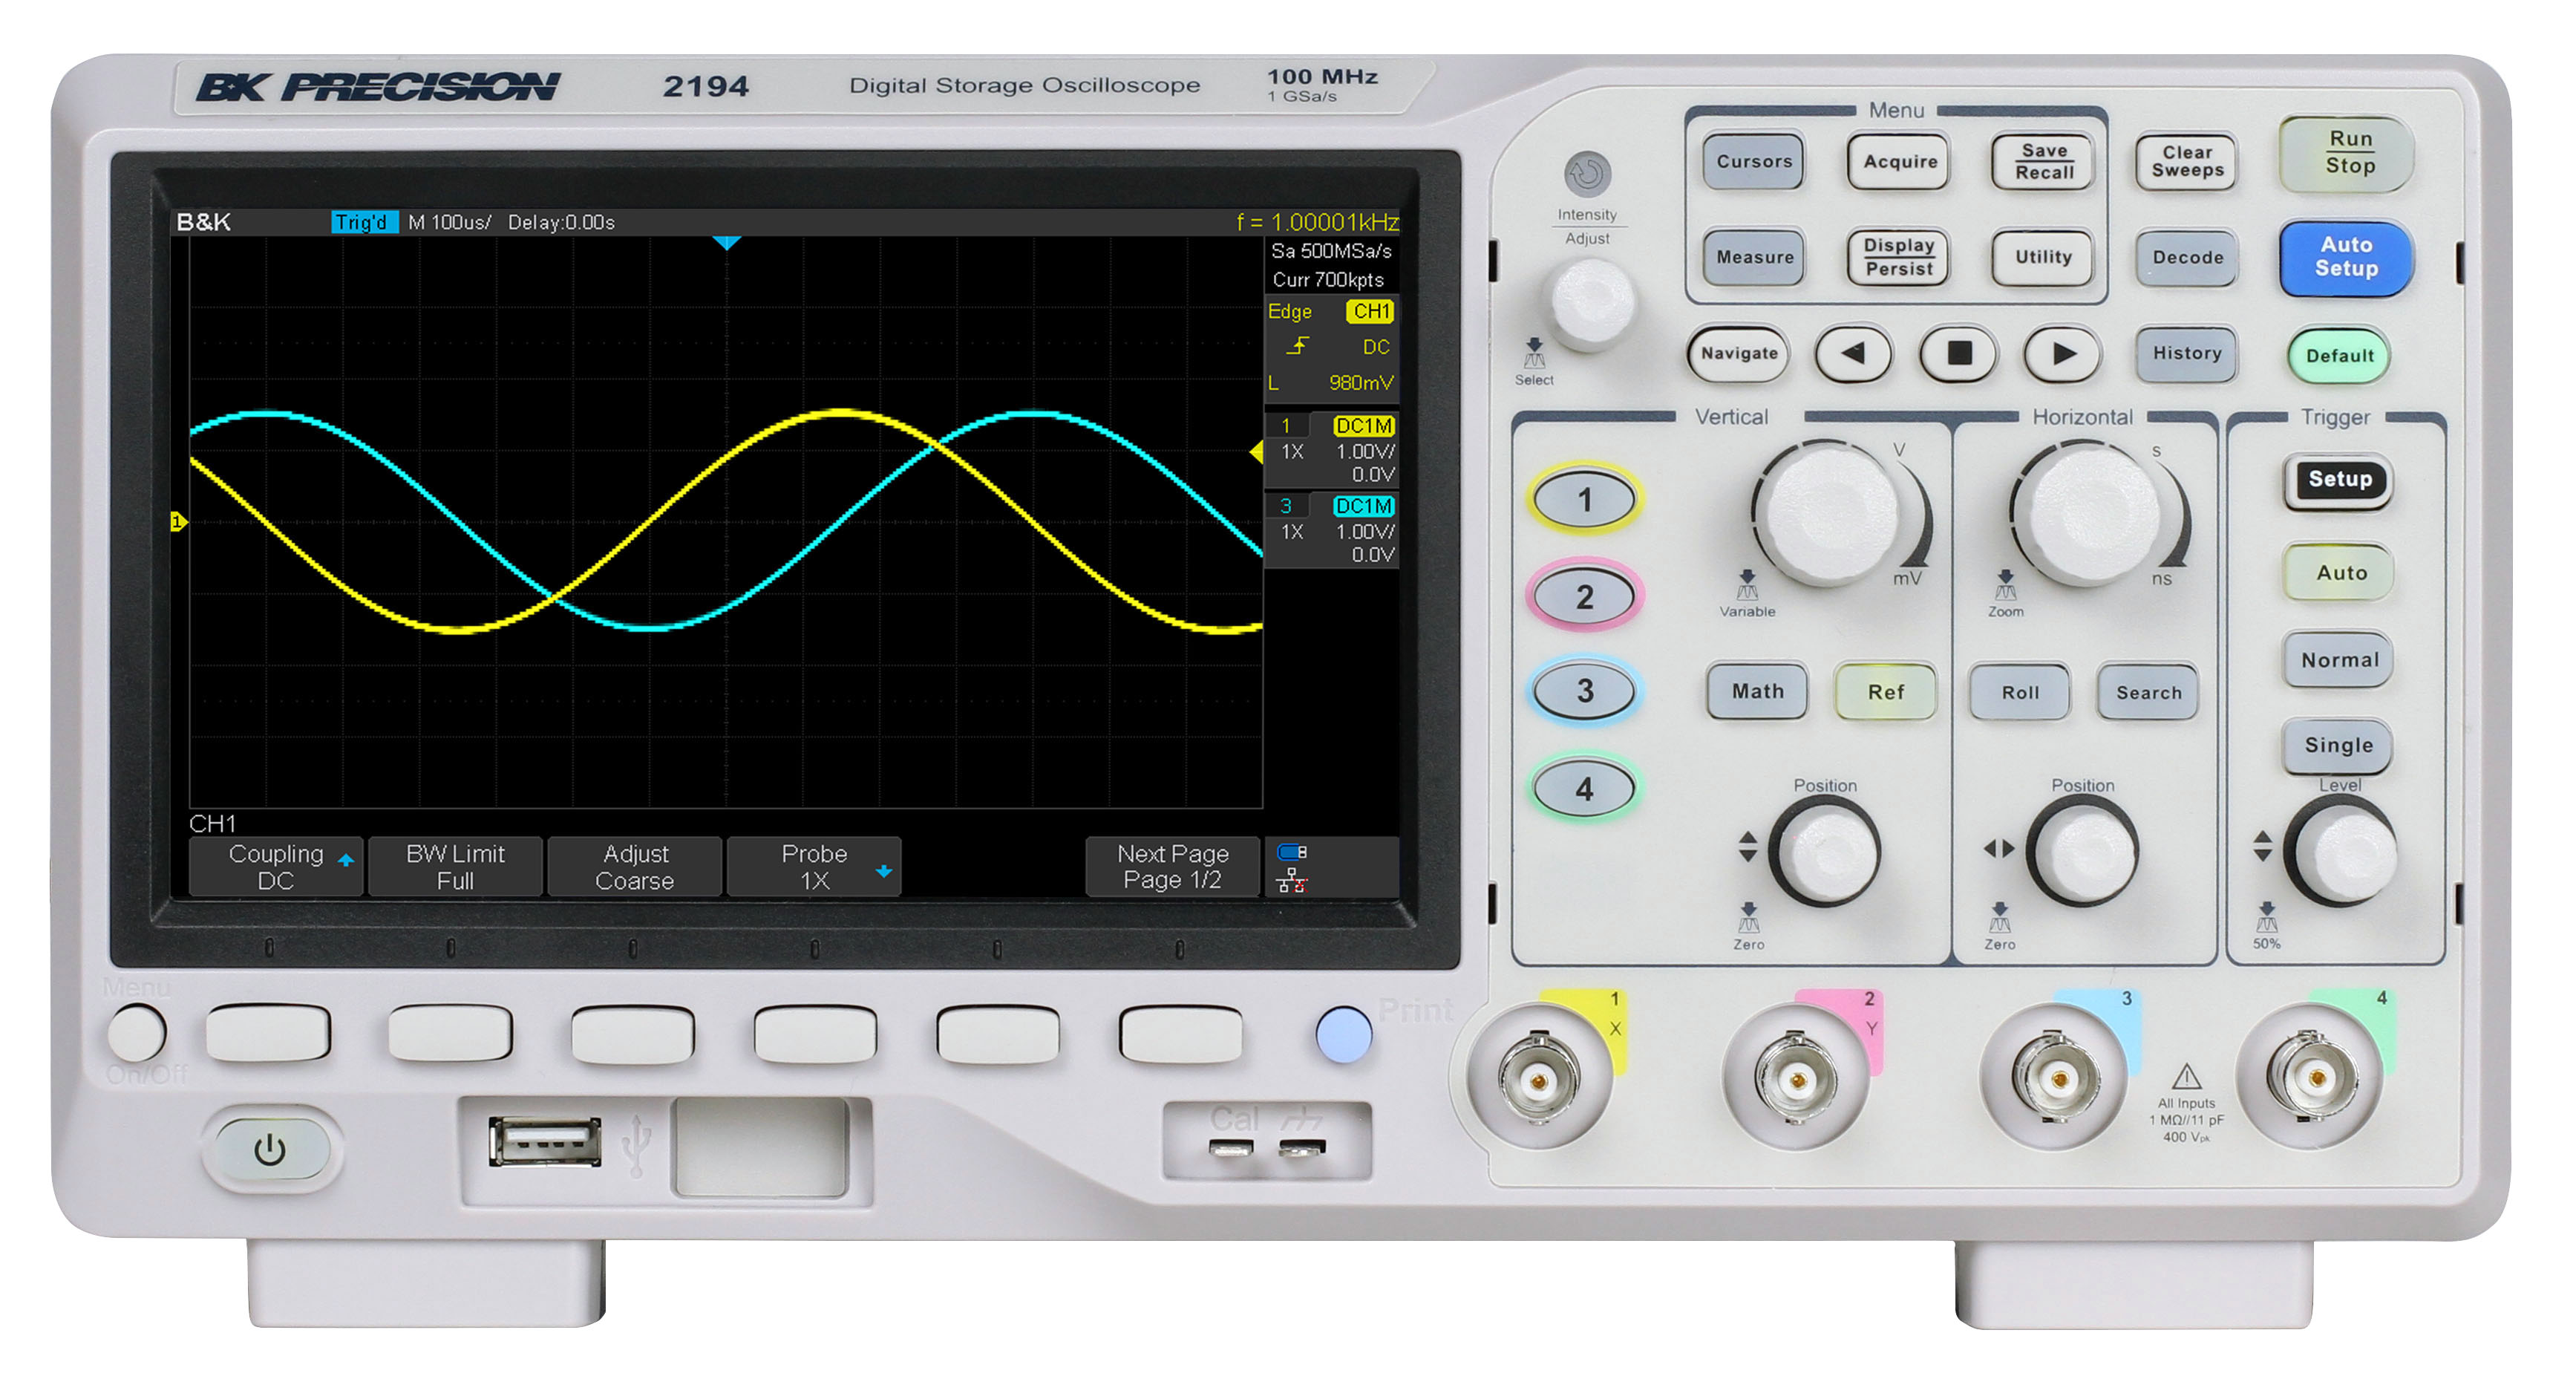 BK PRECISION
2194
Digital Storage Oscilloscope
100 MHz
1 GSa/s
B&K
Trig'd
M 100us/
Delay:0.00s
f = 1.00001kHz
Sa 500MSa/s
Curr 700kpts
Edge
CH1
DC
L
980mV
1
DC1M
1X
1.00V/
0.0V
3
DC1M
1X
1.00V/
0.0V
1
CH1
Coupling
DC
BW Limit
Full
Adjust
Coarse
Probe
1X
Next Page
Page 1/2
Menu
On/Off
Print
Cal
Intensity
Adjust
Select
Menu
Cursors
Acquire
Save
Recall
Clear
Sweeps
Run
Stop
Measure
Display
Persist
Utility
Decode
Auto
Setup
Navigate
History
Default
Vertical
Horizontal
Trigger
1
2
3
4
V
mV
Variable
s
ns
Zoom
Setup
Auto
Normal
Single
Math
Ref
Roll
Search
Position
Zero
Position
Zero
Level
50%
1
X
2
Y
3
4
All Inputs
1 MΩ//11 pF
400 Vpk